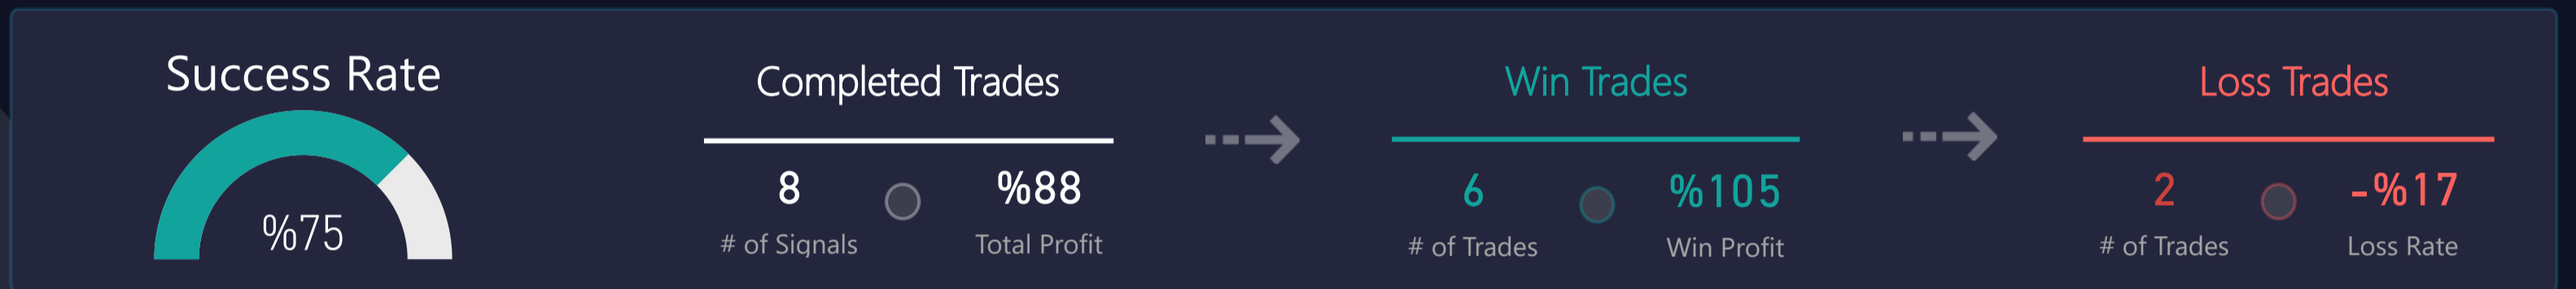 Success Rate
%75
Completed Trades
8 %88
# of Signals Total Profit
Win Trades
6 %105
# of Trades Win Profit
Loss Trades
2 -%17
# of Trades Loss Rate